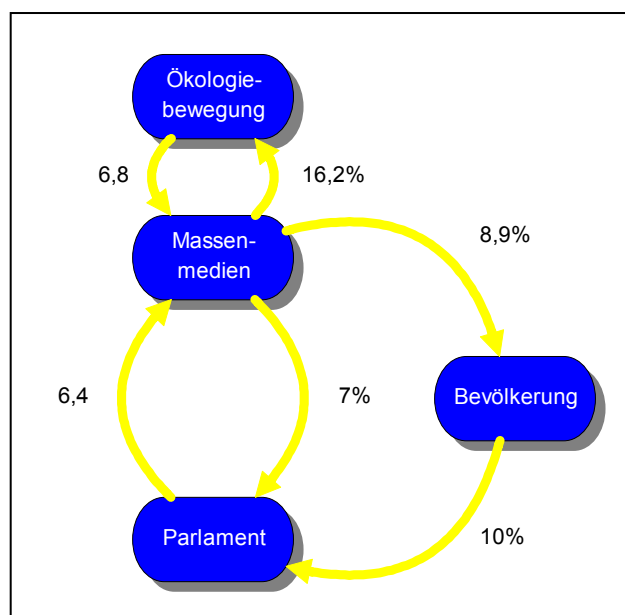 Ökologie-
bewegung
6,8
16,2%
Massen-
medien
8,9%
6,4
7%
Bevölkerung
Parlament
10%